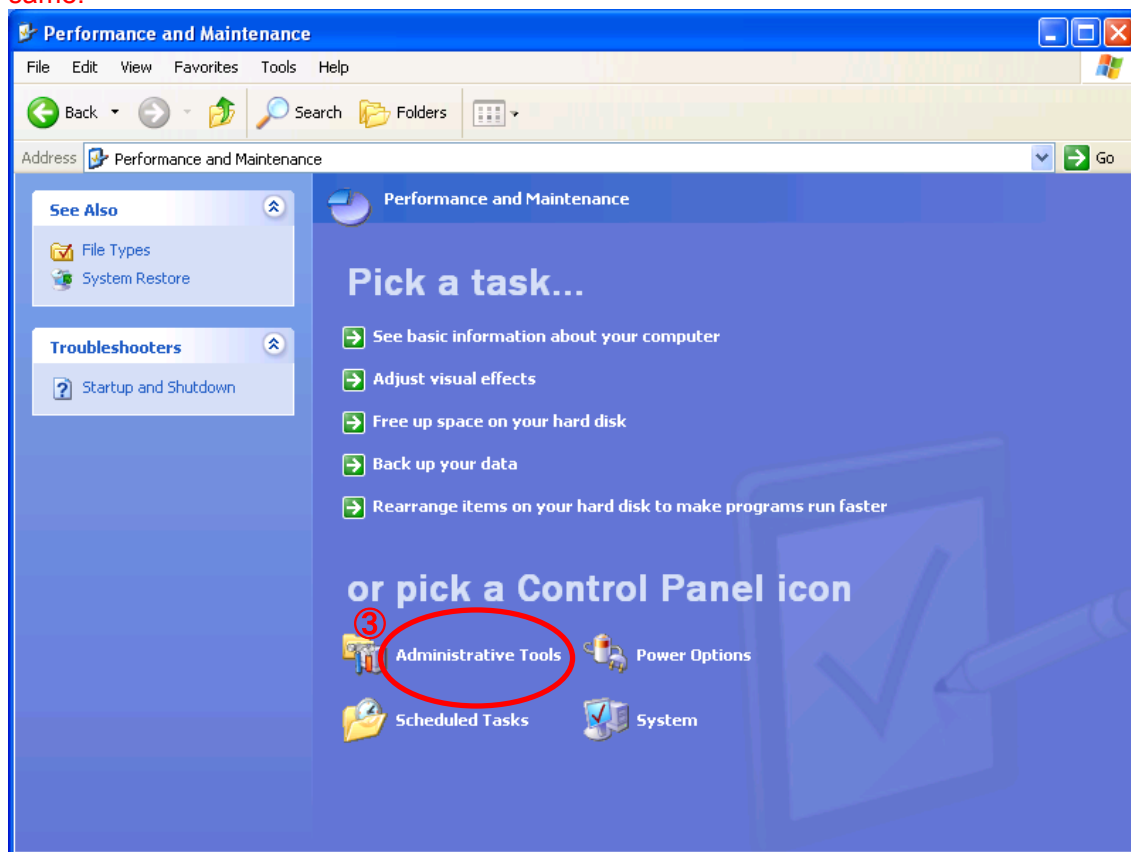 same.
Performance and Maintenance
File Edit View Favorites Tools Help
Back Search Folders
Address Performance and Maintenance Go
See Also
File Types
System Restore
Troubleshooters
Startup and Shutdown
Performance and Maintenance
Pick a task...
See basic information about your computer
Adjust visual effects
Free up space on your hard disk
Back up your data
Rearrange items on your hard disk to make programs run faster
or pick a Control Panel icon
③
Administrative Tools Power Options
Scheduled Tasks System